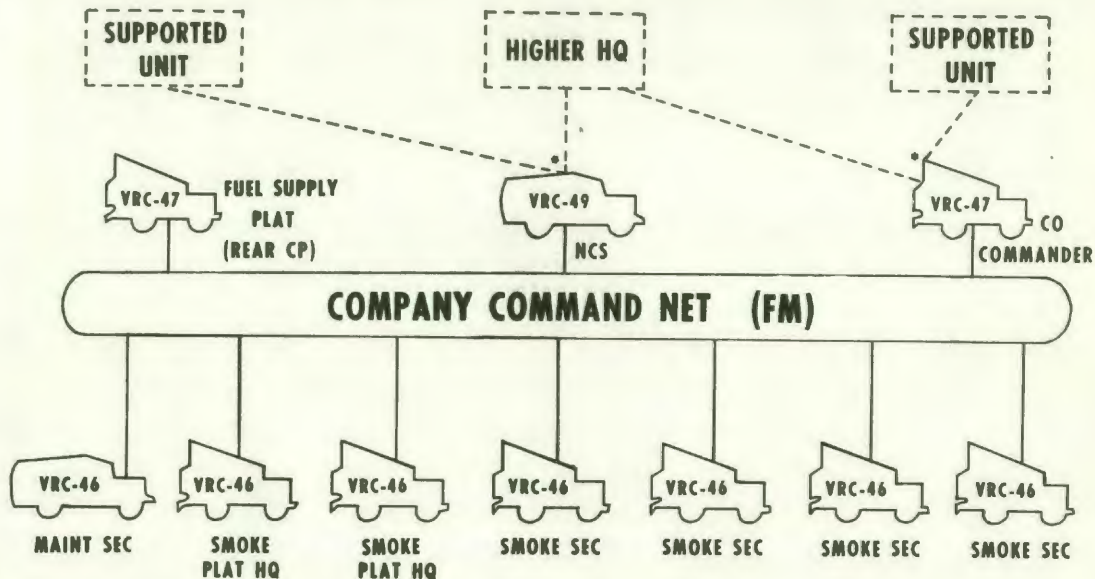 SUPPORTED
UNIT
HIGHER HQ
SUPPORTED
UNIT
*
*
VRC-47
FUEL SUPPLY
PLAT
(REAR CP)
VRC-49
NCS
VRC-47
CO
COMMANDER
COMPANY COMMAND NET (FM)
VRC-46
VRC-46
VRC-46
VRC-46
VRC-46
VRC-46
VRC-46
MAINT SEC
SMOKE
PLAT HQ
SMOKE
PLAT HQ
SMOKE SEC
SMOKE SEC
SMOKE SEC
SMOKE SEC